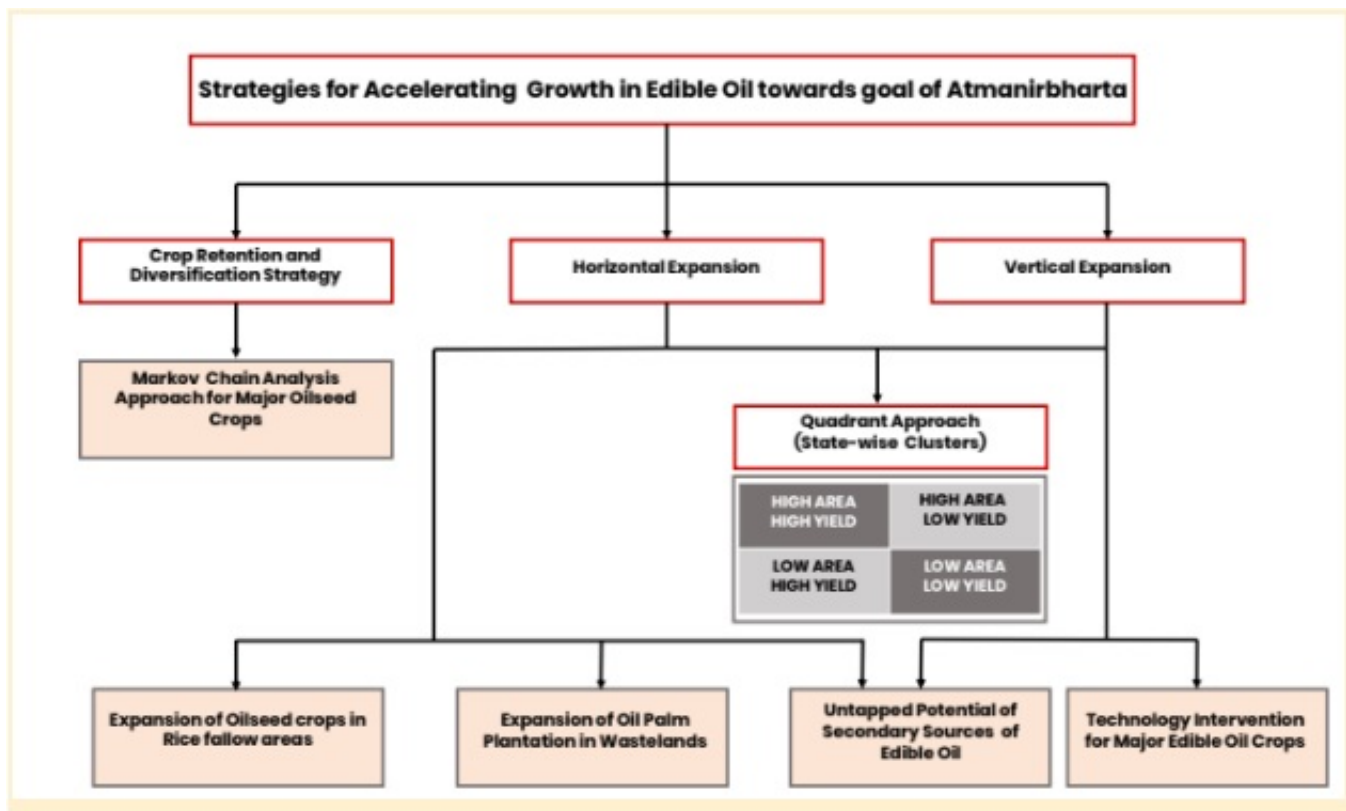 Strategies for Accelerating Growth in Edible Oil towards goal of Atmanirbharta
Crop Retention and
Diversification Strategy
Horizontal Expansion
Vertical Expansion
Markov Chain Analysis
Approach for Major Oilseed
Crops
Quadrant Approach
(State-wise Clusters)
HIGH AREA
HIGH YIELD
HIGH AREA
LOW YIELD
LOW AREA
HIGH YIELD
LOW AREA
LOW YIELD
Expansion of Oilseed crops in
Rice fallow areas
Expansion of Oil Palm
Plantation in Wastelands
Untapped Potential of
Secondary Sources of
Edible Oil
Technology Intervention
for Major Edible Oil Crops